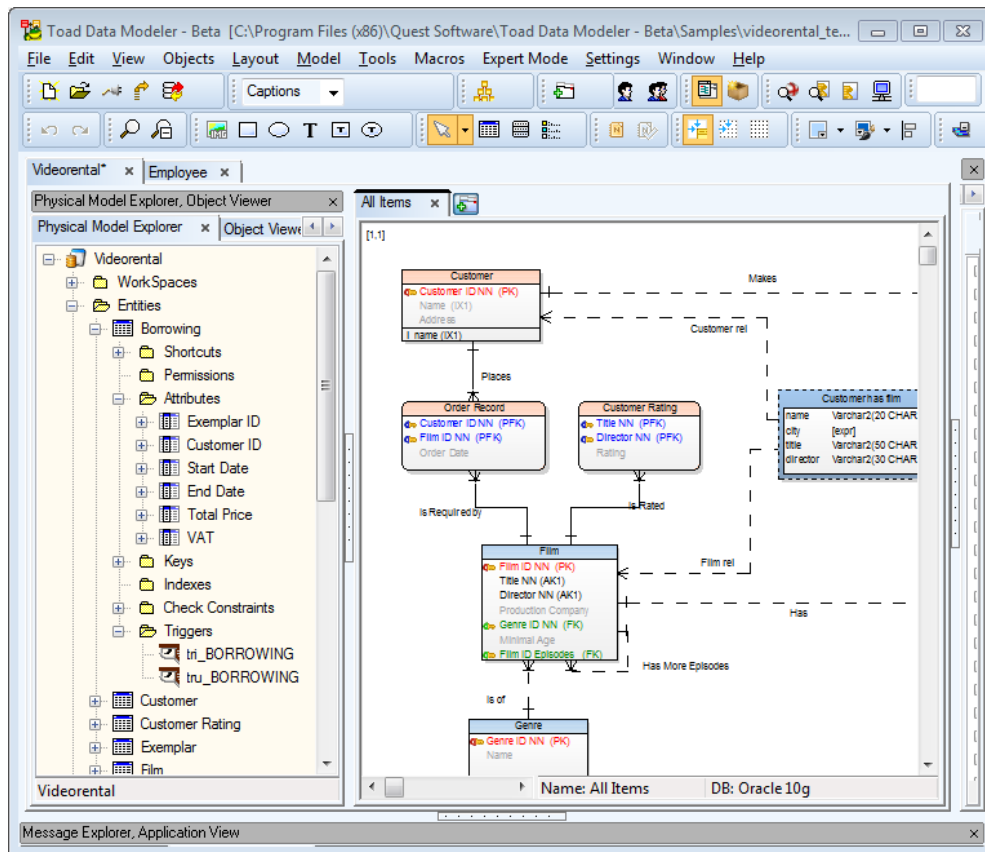 Toad Data Modeler - Beta [C:\Program Files (x86)\Quest Software\Toad Data Modeler - Beta\Samples\videorental_te...
File Edit View Objects Layout Model Tools Macros Expert Mode Settings Window Help
Captions
IMG T T T
Videorental* Employee
Physical Model Explorer, Object Viewer
Physical Model Explorer Object Viewe
Videorental
WorkSpaces
Entities
Borrowing
Shortcuts
Permissions
Attributes
Exemplar ID
Customer ID
Start Date
End Date
Total Price
VAT
Keys
Indexes
Check Constraints
Triggers
tri_BORROWING
tru_BORROWING
Customer
Customer Rating
Exemplar
Film
Videorental
All Items
[1,1]
Customer
Customer ID NN (PK)
Name (IX1)
Address
I name (IX1)
Makes
Customer rel
Places
Order Record
Customer ID NN (PFK)
Film ID NN (PFK)
Order Date
Customer Rating
Title NN (PFK)
Director NN (PFK)
Rating
Customer has film
name Varchar2(20 CHAR
city [expr]
title Varchar2(50 CHAR
director Varchar2(30 CHAR
Is Required by
Is Rated
Film
Film ID NN (PK)
Title NN (AK1)
Director NN (AK1)
Production Company
Genre ID NN (FK)
Minimal Age
Film ID Episodes (FK)
Film rel
Has
Has More Episodes
Is of
Genre
Genre ID NN (PK)
Name
Name: All Items DB: Oracle 10g
Message Explorer, Application View